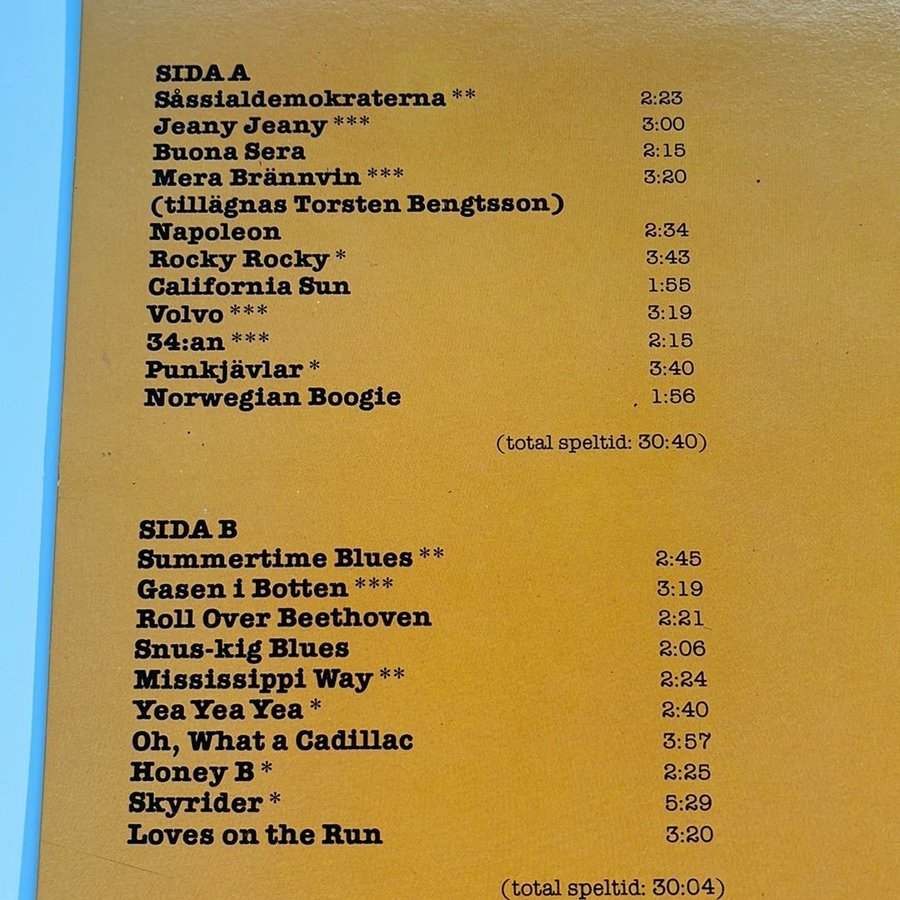 SIDA A
Såssialdemokraterna ** 2:23
Jeany Jeany *** 3:00
Buona Sera 2:15
Mera Brännvin *** 3:20
(tillägnas Torsten Bengtsson)
Napoleon 2:34
Rocky Rocky * 3:43
California Sun 1:55
Volvo *** 3:19
34:an *** 2:15
Punkjävlar * 3:40
Norwegian Boogie 1:56
(total speltid: 30:40)
SIDA B
Summertime Blues ** 2:45
Gasen i Botten *** 3:19
Roll Over Beethoven 2:21
Snus-kig Blues 2:06
Mississippi Way ** 2:24
Yea Yea Yea * 2:40
Oh, What a Cadillac 3:57
Honey B * 2:25
Skyrider * 5:29
Loves on the Run 3:20
(total speltid: 30:04)